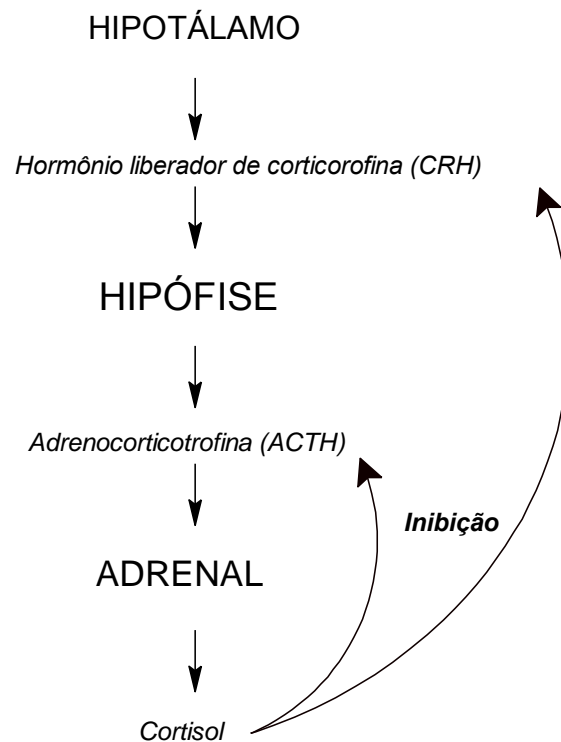 HIPOTÁLAMO
Hormônio liberador de corticorofina (CRH)
HIPÓFISE
Adrenocorticotrofina (ACTH)
Inibição
ADRENAL
Cortisol